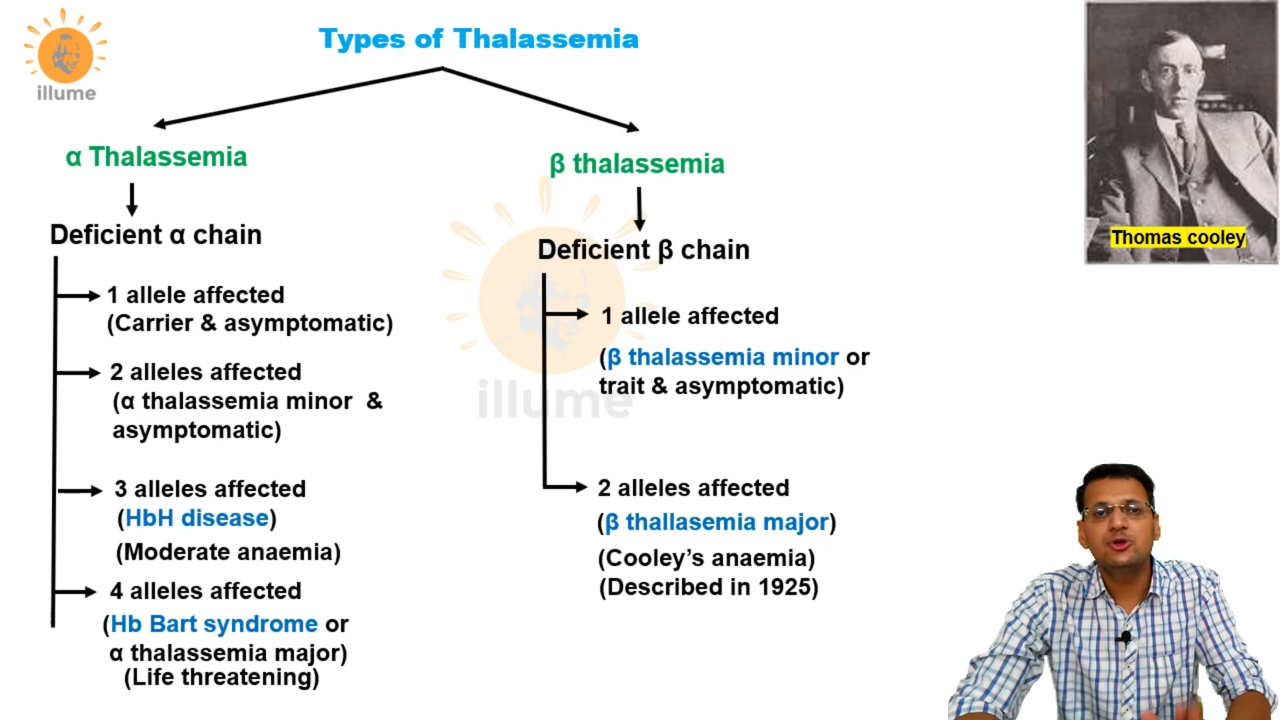 illume
Types of Thalassemia
Thomas cooley
α Thalassemia
Deficient α chain
1 allele affected
(Carrier & asymptomatic)
2 alleles affected
(α thalassemia minor &
asymptomatic)
3 alleles affected
(HbH disease)
(Moderate anaemia)
4 alleles affected
(Hb Bart syndrome or
α thalassemia major)
(Life threatening)
β thalassemia
Deficient β chain
1 allele affected
(β thalassemia minor or
trait & asymptomatic)
illume
2 alleles affected
(β thallasemia major)
(Cooley’s anaemia)
(Described in 1925)